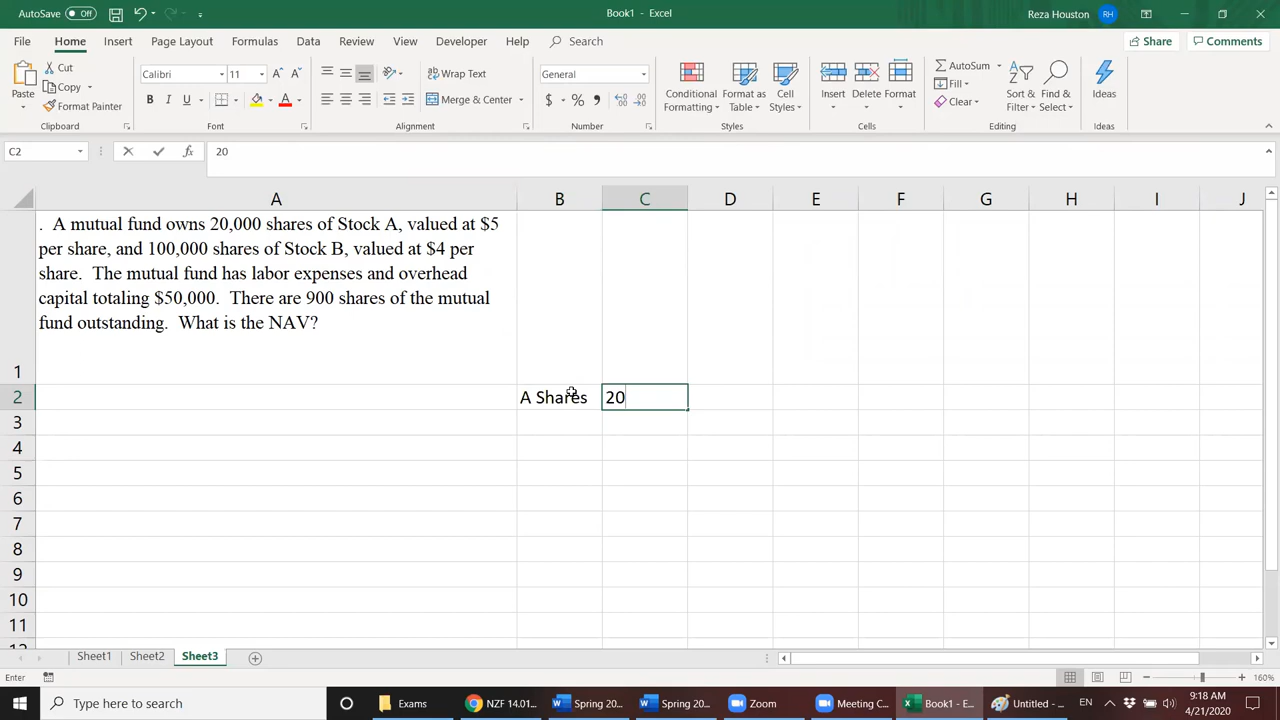 AutoSave Off
Book1 - Excel
Reza Houston RH
File Home Insert Page Layout Formulas Data Review View Developer Help Search Share Comments
Paste
Cut
Copy
Format Painter
Clipboard
Calibri 11
B I U
Font
Wrap Text
Merge & Center
Alignment
General
$ % ,
Number
Conditional Formatting
Format as Table
Cell Styles
Styles
Insert Delete Format
Cells
AutoSum
Fill
Clear
Sort & Filter
Find & Select
Editing
Ideas
Ideas
C2 fx 20
A B C D E F G H I J
. A mutual fund owns 20,000 shares of Stock A, valued at $5
per share, and 100,000 shares of Stock B, valued at $4 per
share. The mutual fund has labor expenses and overhead
capital totaling $50,000. There are 900 shares of the mutual
fund outstanding. What is the NAV?
1
2 A Shares 20
3
4
5
6
7
8
9
10
11
12
Sheet1 Sheet2 Sheet3
Enter 160%
Type here to search
Exams
NZF 14.01...
Spring 20...
Spring 20...
Zoom
Meeting C...
Book1 - E...
Untitled - ...
EN
9:18 AM
4/21/2020